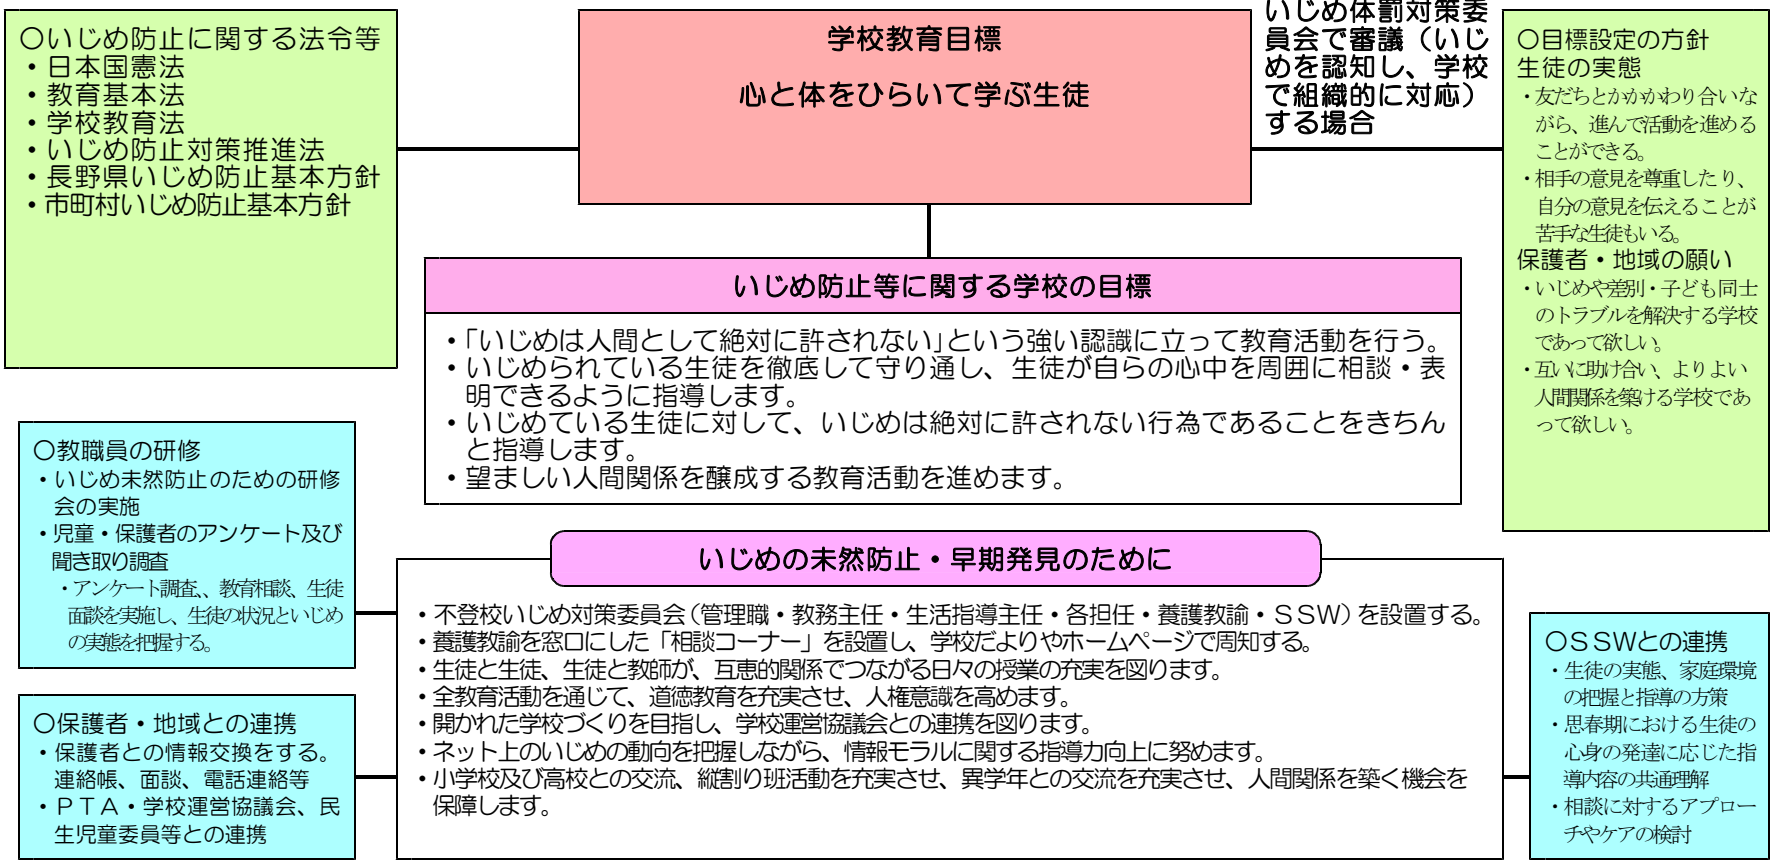 〇いじめ防止に関する法令等
・日本国憲法
・教育基本法
・学校教育法
・いじめ防止対策推進法
・長野県いじめ防止基本方針
・市町村いじめ防止基本方針
学校教育目標
心と体をひらいて学ぶ生徒
いじめ体罰対策委
員会で審議（いじ
めを認知し、学校
で組織的に対応）
する場合
〇目標設定の方針
生徒の実態
・友だちとかかかわり合いな
がら、進んで活動を進める
ことができる。
・相手の意見を尊重したり、
自分の意見を伝えることが
苦手な生徒もいる。
保護者・地域の願い
・いじめや差別・子ども同士
のトラブルを解決する学校
であって欲しい。
・互いに助け合い、よりよい
人間関係を築ける学校であ
って欲しい。
いじめ防止等に関する学校の目標
・「いじめは人間として絶対に許されない」という強い認識に立って教育活動を行う。
・いじめられている生徒を徹底して守り通し、生徒が自らの心中を周囲に相談・表
明できるように指導します。
・いじめている生徒に対して、いじめは絶対に許されない行為であることをきちん
と指導します。
・望ましい人間関係を醸成する教育活動を進めます。
〇教職員の研修
・いじめ未然防止のための研修
会の実施
・児童・保護者のアンケート及び
聞き取り調査
・アンケート調査、、教育相談、生徒
面談を実施し、生徒の状況といじめ
の実態を把握する。
〇保護者・地域との連携
・保護者との情報交換をする。
連絡帳、面談、電話連絡等
・ＰＴＡ・学校運営協議会、民
生児童委員等との連携
いじめの未然防止・早期発見のために
・不登校いじめ対策委員会（管理職・教務主任・生活指導主任・各担任・養護教諭・ＳＳＷ）を設置する。
・養護教諭を窓口にした「相談コーナー」を設置し、学校だよりやホームページで周知する。
・生徒と生徒、生徒と教師が、互恵的関係でつながる日々の授業の充実を図ります。
・全教育活動を通じて、道徳教育を充実させ、人権意識を高めます。
・開かれた学校づくりを目指し、学校運営協議会との連携を図ります。
・ネット上のいじめの動向を把握しながら、情報モラルに関する指導力向上に努めます。
・小学校及び高校との交流、縦割り班活動を充実させ、異学年との交流を充実させ、人間関係を築く機会を
保障します。
〇ＳＳＷとの連携
・生徒の実態、家庭環境
の把握と指導の方策
・思春期における生徒の
心身の発達に応じた指
導内容の共通理解
・相談に対するアプロー
チやケアの検討